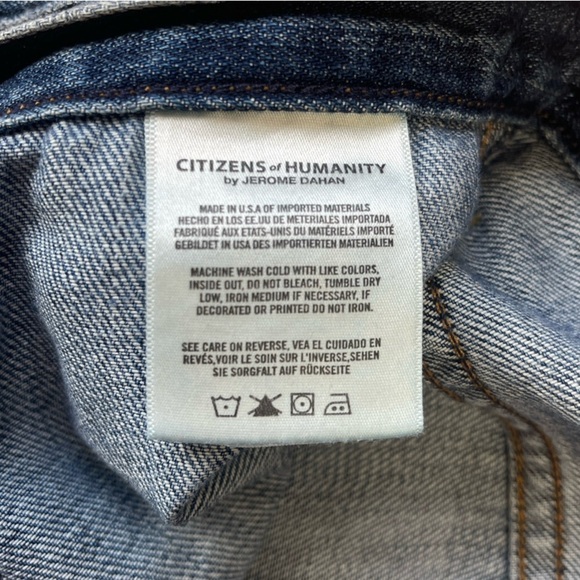 CITIZENS of HUMANITY
by JEROME DAHAN
MADE IN U.S.A OF IMPORTED MATERIALS
HECHO EN LOS EE.UU DE METERIALES IMPORTADA
FABRIQUÉ AUX ETATS-UNIS DU MATÉRIELS IMPORTÉ
GEBILDET IN USA DES IMPORTIERTEN MATERIALIEN
MACHINE WASH COLD WITH LIKE COLORS,
INSIDE OUT, DO NOT BLEACH, TUMBLE DRY
LOW, IRON MEDIUM IF NECESSARY, IF
DECORATED OR PRINTED DO NOT IRON.
SEE CARE ON REVERSE, VEA EL CUIDADO EN
REVÉS,VOIR LE SOIN SUR L'INVERSE,SEHEN
SIE SORGFALT AUF RÜCKSEITE